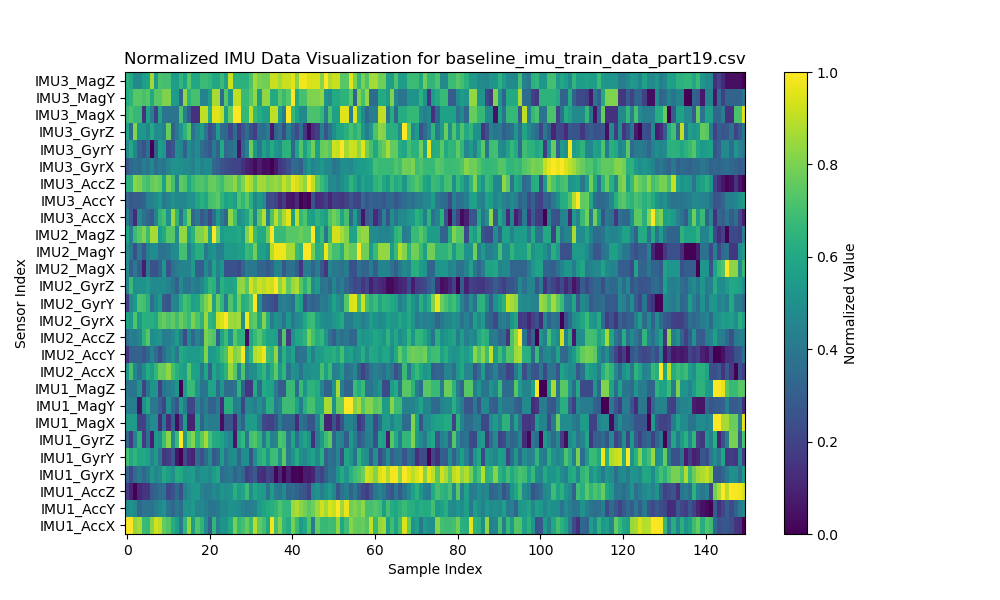 Normalized IMU Data Visualization for baseline_imu_train_data_part19.csv
IMU3_MagZ
IMU3_MagY
IMU3_MagX
IMU3_GyrZ
IMU3_GyrY
IMU3_GyrX
IMU3_AccZ
IMU3_AccY
IMU3_AccX
IMU2_MagZ
IMU2_MagY
IMU2_MagX
IMU2_GyrZ
IMU2_GyrY
IMU2_GyrX
IMU2_AccZ
IMU2_AccY
IMU2_AccX
IMU1_MagZ
IMU1_MagY
IMU1_MagX
IMU1_GyrZ
IMU1_GyrY
IMU1_GyrX
IMU1_AccZ
IMU1_AccY
IMU1_AccX
Sensor Index
0 20 40 60 80 100 120 140
Sample Index
1.0
0.8
0.6
0.4
0.2
0.0
Normalized Value